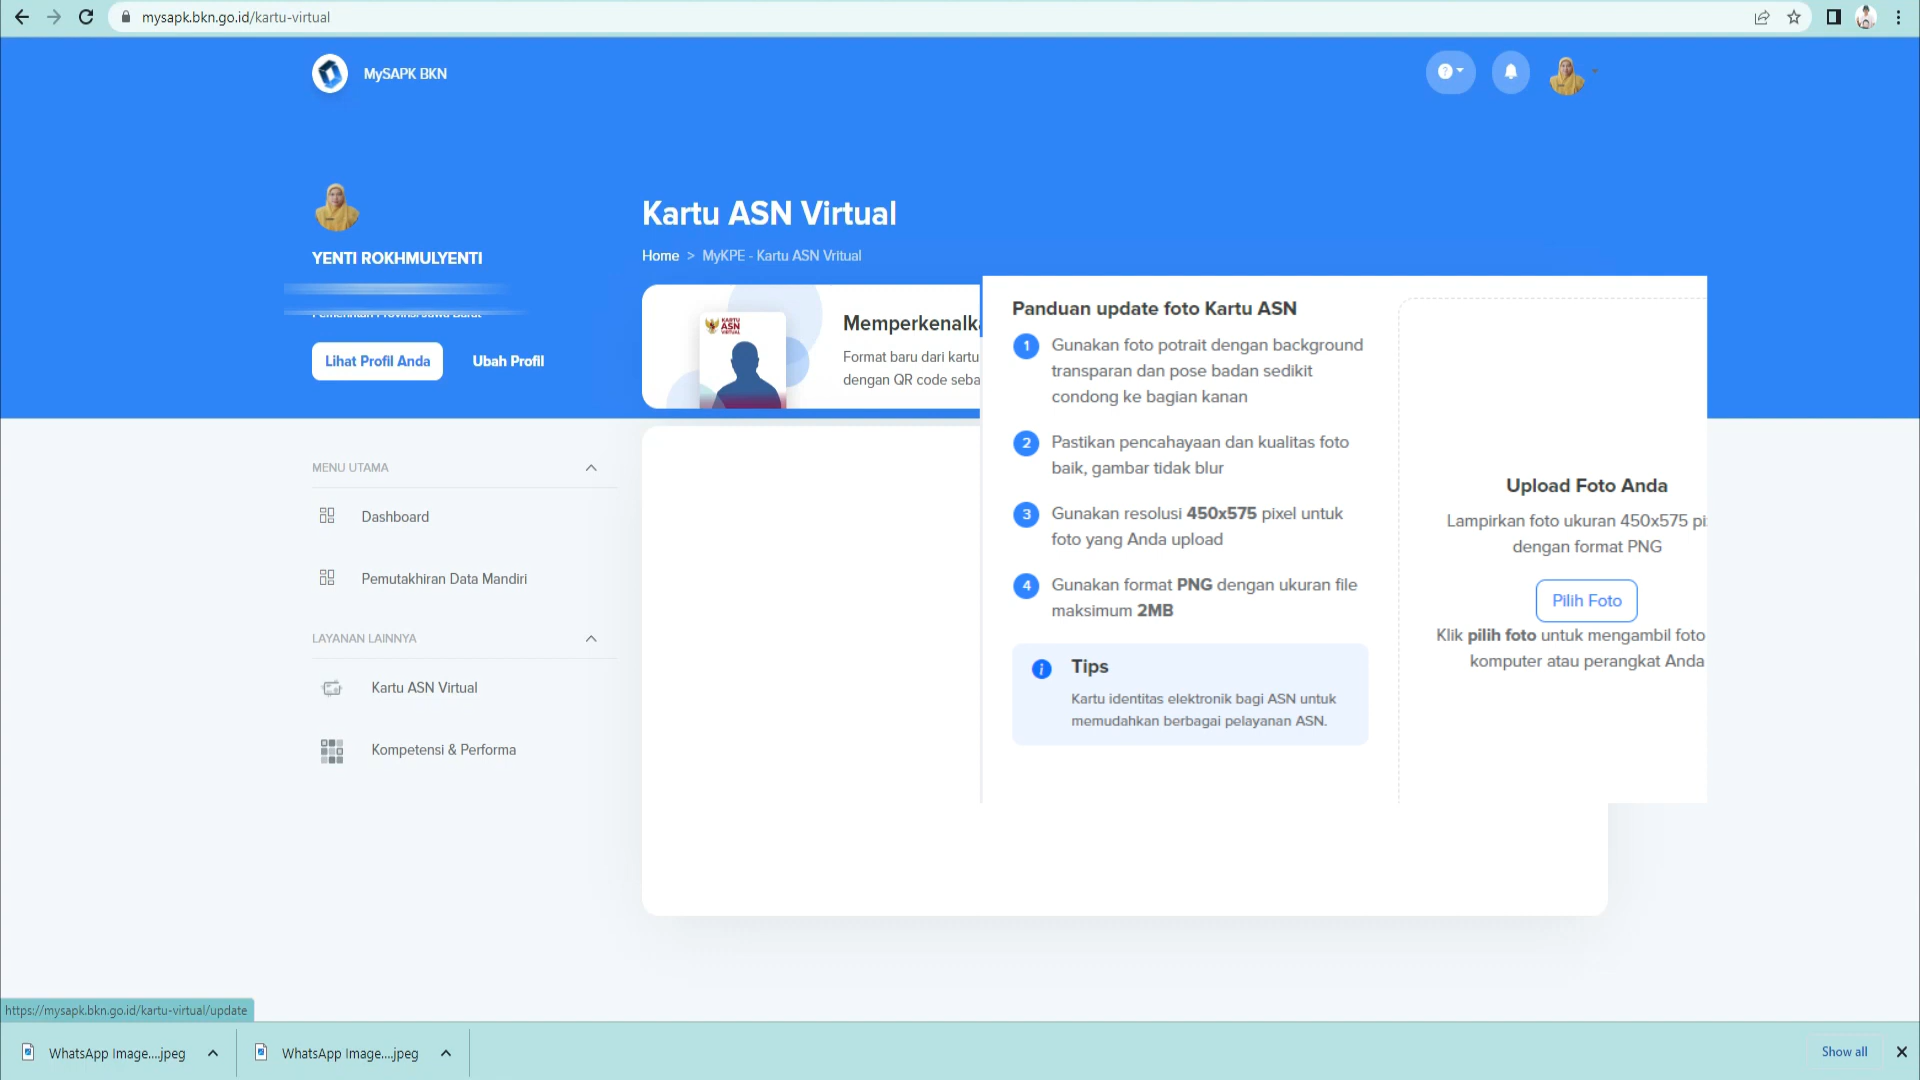 mysapk.bkn.go.id/kartu-virtual
MySAPK BKN
YENTI ROKHMULYENTI
Lihat Profil Anda
Ubah Profil
MENU UTAMA
Dashboard
Pemutakhiran Data Mandiri
LAYANAN LAINNYA
Kartu ASN Virtual
Kompetensi & Performa
Kartu ASN Virtual
Home > MyKPE - Kartu ASN Vritual
KARTU
ASN
VIRTUAL
Memperkenalka
Format baru dari kartu
dengan QR code seba
Panduan update foto Kartu ASN
1 Gunakan foto potrait dengan background
transparan dan pose badan sedikit
condong ke bagian kanan
2 Pastikan pencahayaan dan kualitas foto
baik, gambar tidak blur
3 Gunakan resolusi 450x575 pixel untuk
foto yang Anda upload
4 Gunakan format PNG dengan ukuran file
maksimum 2MB
Tips
Kartu identitas elektronik bagi ASN untuk
memudahkan berbagai pelayanan ASN.
Upload Foto Anda
Lampirkan foto ukuran 450x575 pi
dengan format PNG
Pilih Foto
Klik pilih foto untuk mengambil foto
komputer atau perangkat Anda
https://mysapk.bkn.go.id/kartu-virtual/update
WhatsApp Image....jpeg
WhatsApp Image....jpeg
Show all